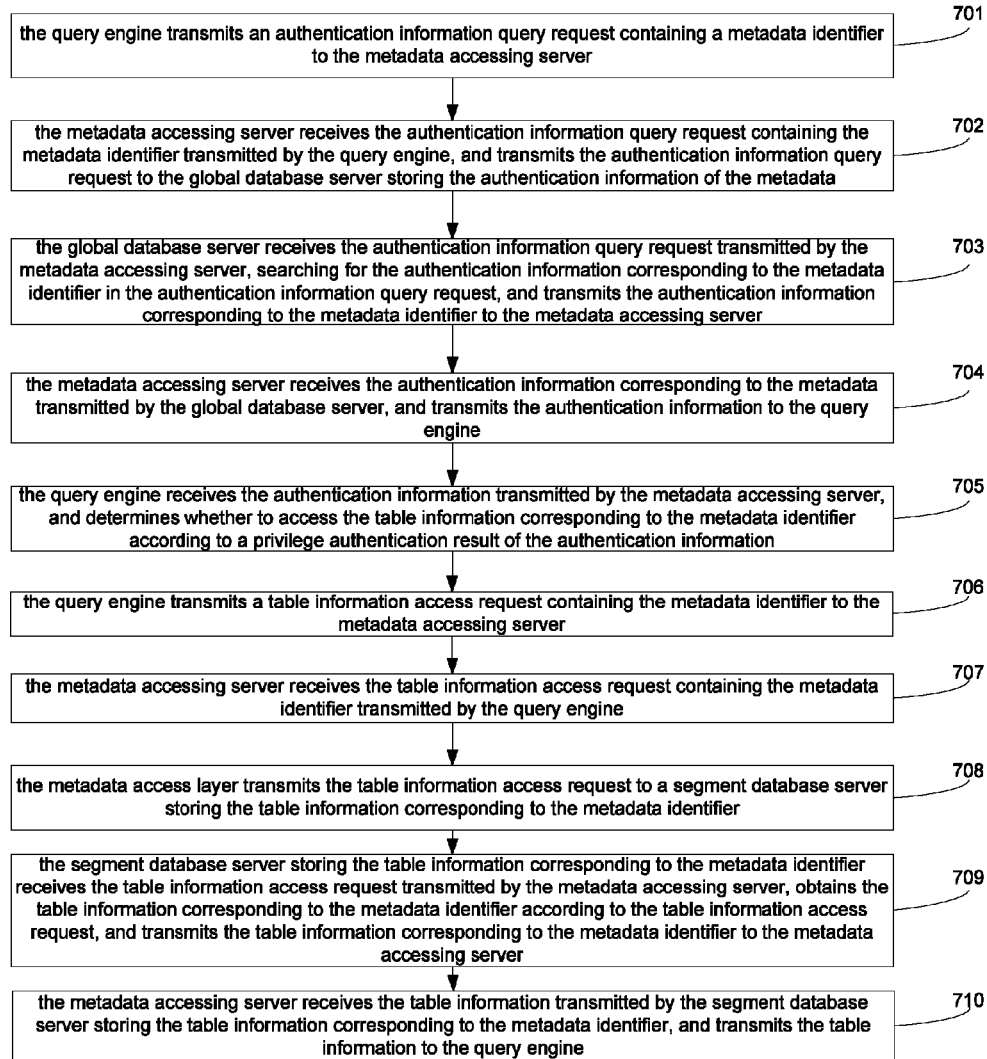 701
the query engine transmits an authentication information query request containing a metadata identifier
to the metadata accessing server
702
the metadata accessing server receives the authentication information query request containing the
metadata identifier transmitted by the query engine, and transmits the authentication information query
request to the global database server storing the authentication information of the metadata
703
the global database server receives the authentication information query request transmitted by the
metadata accessing server, searching for the authentication information corresponding to the metadata
identifier in the authentication information query request, and transmits the authentication information
corresponding to the metadata identifier to the metadata accessing server
704
the metadata accessing server receives the authentication information corresponding to the metadata
transmitted by the global database server, and transmits the authentication information to the query
engine
705
the query engine receives the authentication information transmitted by the metadata accessing server,
and determines whether to access the table information corresponding to the metadata identifier
according to a privilege authentication result of the authentication information
706
the query engine transmits a table information access request containing the metadata identifier to the
metadata accessing server
707
the metadata accessing server receives the table information access request containing the metadata
identifier transmitted by the query engine
708
the metadata access layer transmits the table information access request to a segment database server
storing the table information corresponding to the metadata identifier
709
the segment database server storing the table information corresponding to the metadata identifier
receives the table information access request transmitted by the metadata accessing server, obtains the
table information corresponding to the metadata identifier according to the table information access
request, and transmits the table information corresponding to the metadata identifier to the metadata
accessing server
710
the metadata accessing server receives the table information transmitted by the segment database
server storing the table information corresponding to the metadata identifier, and transmits the table
information to the query engine